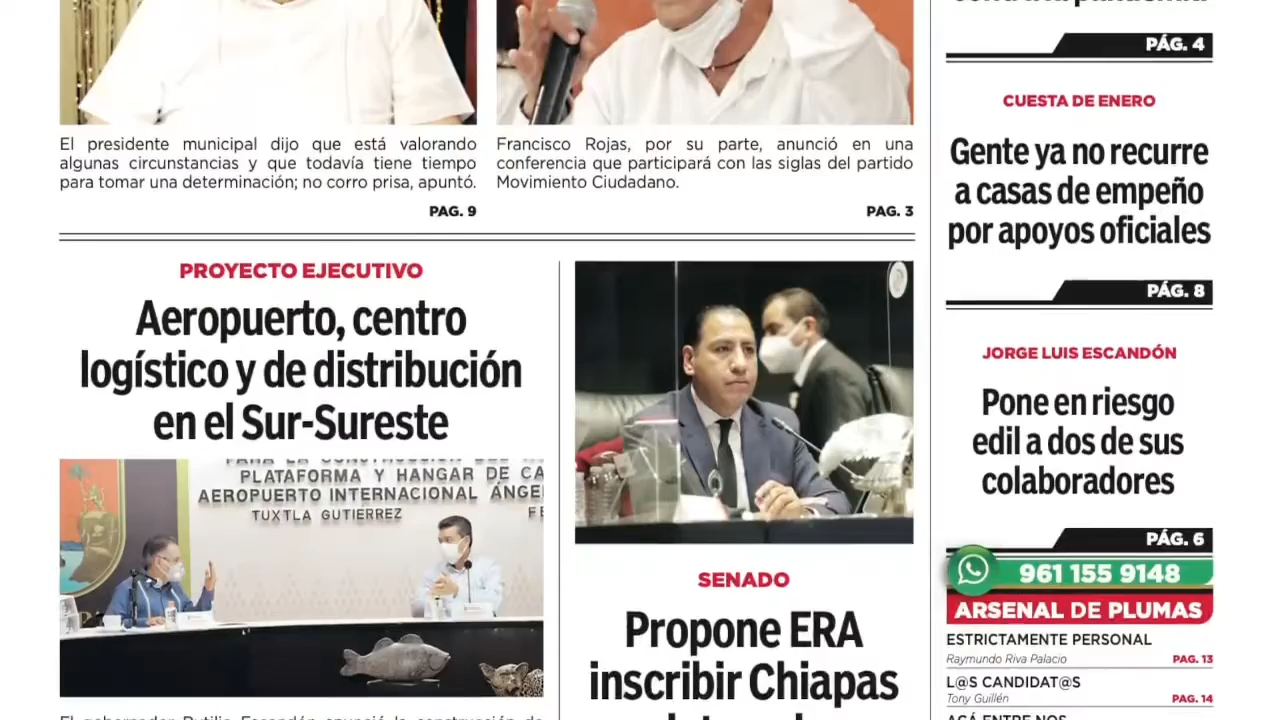 El presidente municipal dijo que está valorando
algunas circunstancias y que todavía tiene tiempo
para tomar una determinación; no corro prisa, apuntó.
PAG. 9
Francisco Rojas, por su parte, anunció en una
conferencia que participará con las siglas del partido
Movimiento Ciudadano.
PAG. 3
PROYECTO EJECUTIVO
Aeropuerto, centro
logístico y de distribución
en el Sur-Sureste
PLATAFORMA Y HANGAR DE CA
AEROPUERTO INTERNACIONAL ÁNGE
TUXTLA GUTIERREZ
FE
SENADO
Propone ERA
inscribir Chiapas
PÁG. 4
CUESTA DE ENERO
Gente ya no recurre
a casas de empeño
por apoyos oficiales
PÁG. 8
JORGE LUIS ESCANDÓN
Pone en riesgo
edil a dos de sus
colaboradores
PÁG. 6
961 155 9148
ARSENAL DE PLUMAS
ESTRICTAMENTE PERSONAL
Raymundo Riva Palacio PAG. 13
L@S CANDIDAT@S
Tony Guillén PAG. 14
ACÁ ENTRE NOS